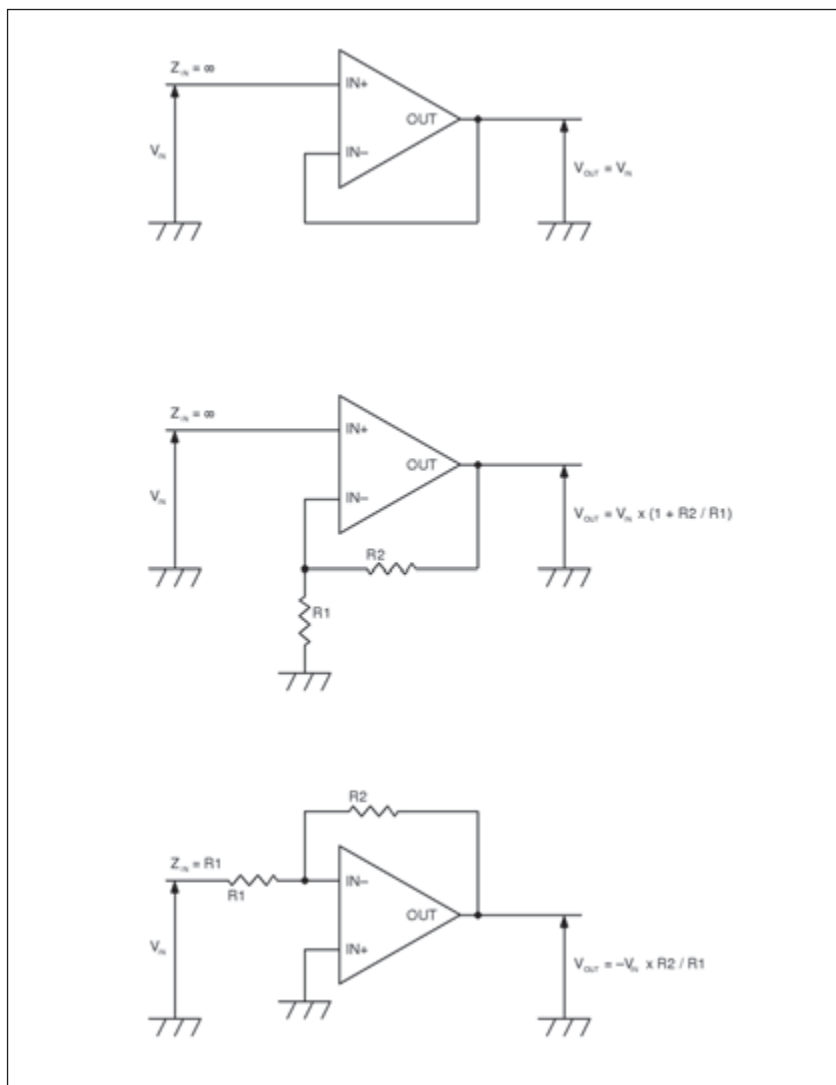 Z_IN = ∞
IN+
OUT
V_IN
IN–
V_OUT = V_IN
Z_IN = ∞
IN+
OUT
V_IN
IN–
V_OUT = V_IN x (1 + R2 / R1)
R2
R1
R2
Z_IN = R1
IN–
R1
OUT
V_IN
IN+
V_OUT = –V_IN x R2 / R1